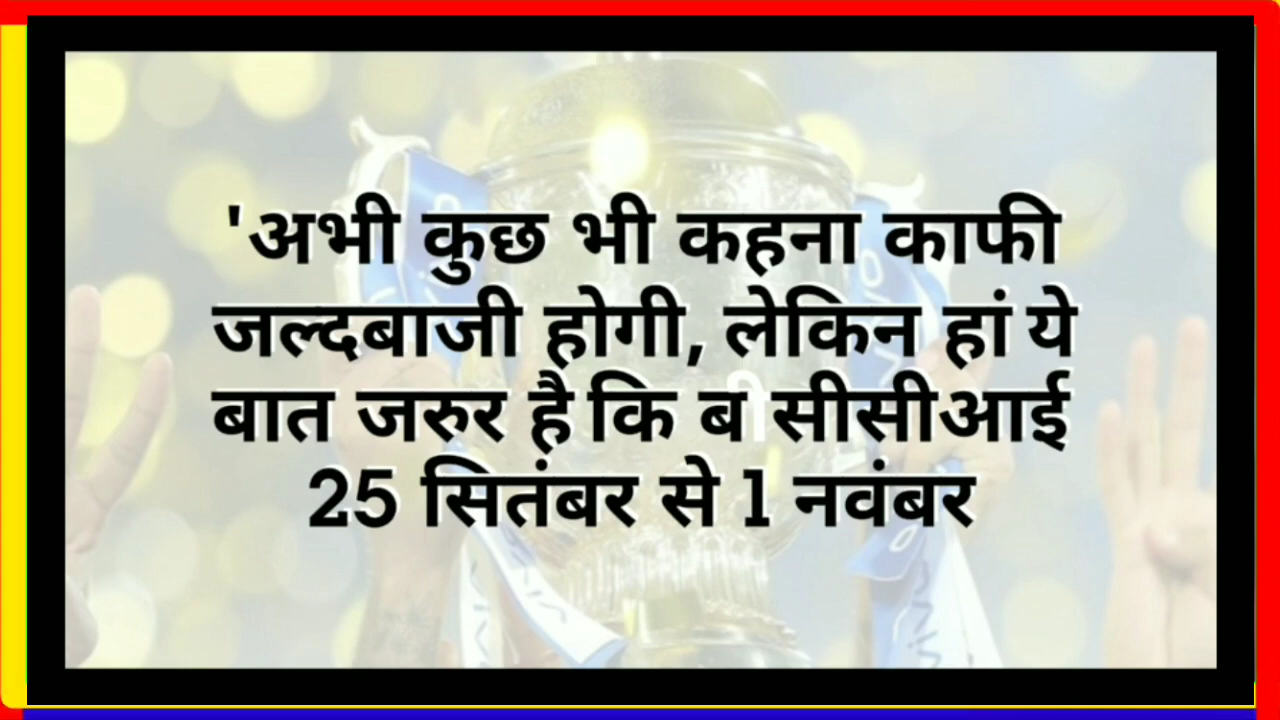 'अभी कुछ भी कहना काफी
जल्दबाजी होगी, लेकिन हां ये
बात जरुर है कि बीसीसीआई
25 सितंबर से 1 नवंबर